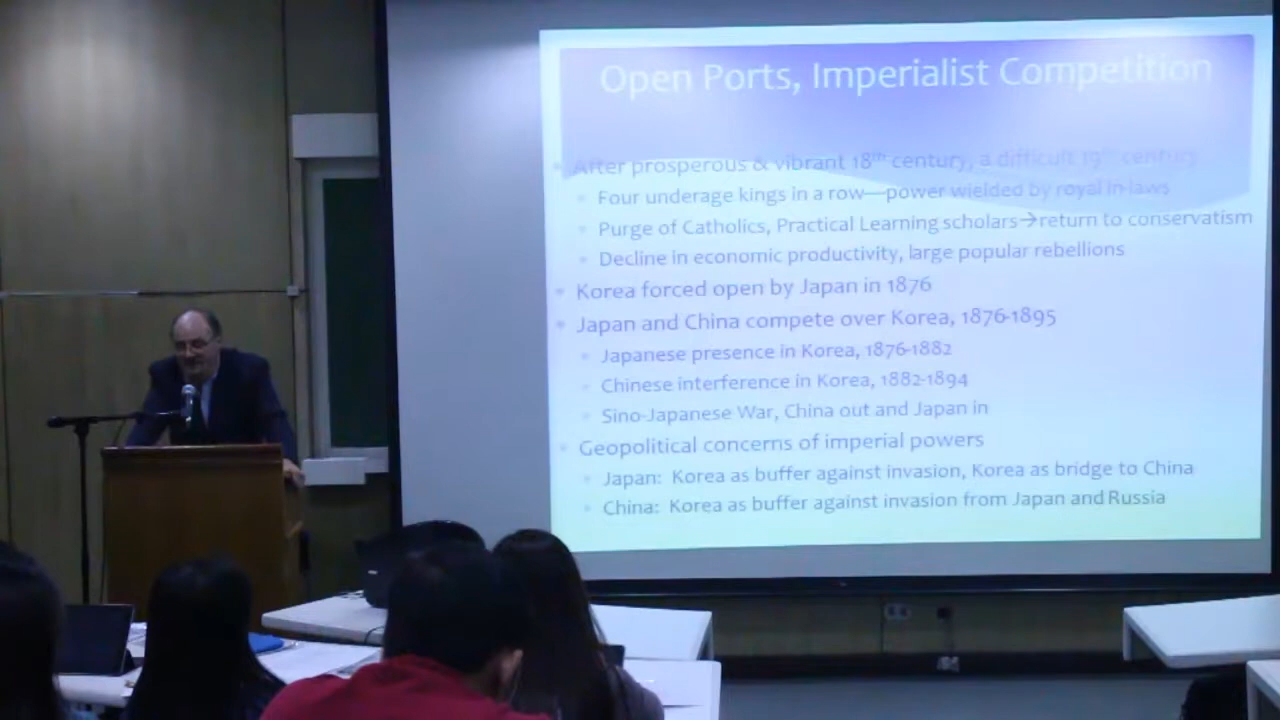 Open Ports, Imperialist Competition
• After prosperous & vibrant 18th century, a difficult 19th century
• Four underage kings in a row—power wielded by royal in-laws
• Purge of Catholics, Practical Learning scholars→return to conservatism
• Decline in economic productivity, large popular rebellions
• Korea forced open by Japan in 1876
• Japan and China compete over Korea, 1876-1895
• Japanese presence in Korea, 1876-1882
• Chinese interference in Korea, 1882-1894
• Sino-Japanese War, China out and Japan in
• Geopolitical concerns of imperial powers
• Japan: Korea as buffer against invasion, Korea as bridge to China
• China: Korea as buffer against invasion from Japan and Russia